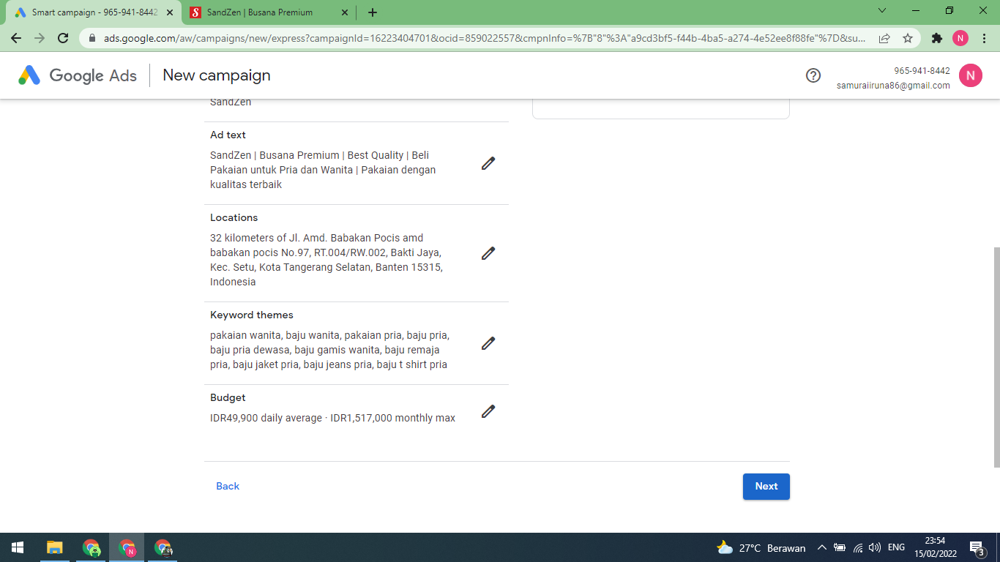 Smart campaign - 965-941-8442
SandZen | Busana Premium
ads.google.com/aw/campaigns/new/express?campaignId=16223404701&ocid=859022557&cmpnInfo=%7B"8"%3A"a9cd3bf5-f44b-4ba5-a274-4e52ee8f88fe"%7D&su...
N
Google Ads
New campaign
965-941-8442
samuraiiruna86@gmail.com
N
SandZen
Ad text
SandZen | Busana Premium | Best Quality | Beli
Pakaian untuk Pria dan Wanita | Pakaian dengan
kualitas terbaik
Locations
32 kilometers of Jl. Amd. Babakan Pocis amd
babakan pocis No.97, RT.004/RW.002, Bakti Jaya,
Kec. Setu, Kota Tangerang Selatan, Banten 15315,
Indonesia
Keyword themes
pakaian wanita, baju wanita, pakaian pria, baju pria,
baju pria dewasa, baju gamis wanita, baju remaja
pria, baju jaket pria, baju jeans pria, baju t shirt pria
Budget
IDR49,900 daily average · IDR1,517,000 monthly max
Back
Next
27°C Berawan
ENG
23:54
15/02/2022
3